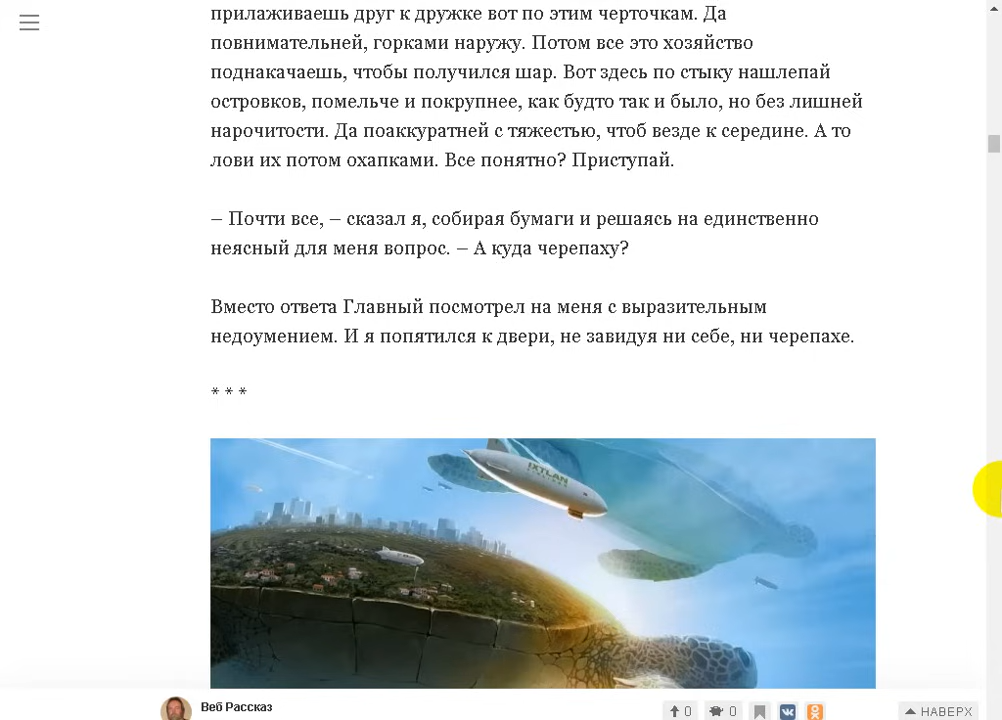 прилаживаешь друг к дружке вот по этим черточкам. Да
повнимательней, горками наружу. Потом все это хозяйство
поднакачаешь, чтобы получился шар. Вот здесь по стыку нашлепай
островков, помельче и покрупнее, как будто так и было, но без лишней
нарочитости. Да поаккуратней с тяжестью, чтоб везде к середине. А то
лови их потом охапками. Все понятно? Приступай.
– Почти все, – сказал я, собирая бумаги и решаясь на единственно
неясный для меня вопрос. – А куда черепаху?
Вместо ответа Главный посмотрел на меня с выразительным
недоумением. И я попятился к двери, не завидуя ни себе, ни черепахе.
* * *
IXTLAN
Веб Рассказ
0
0
НАВЕРХ